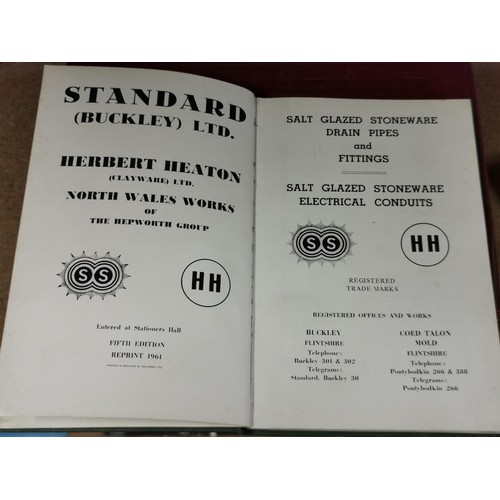 STANDARD
(BUCKLEY) LTD.
HERBERT HEATON
(CLAYWARE) LTD.
NORTH WALES WORKS
OF
THE HEPWORTH GROUP
SS
HH
Entered at Stationers Hall
FIFTH EDITION
REPRINT 1961
SALT GLAZED STONEWARE
DRAIN PIPES
and
FITTINGS
SALT GLAZED STONEWARE
ELECTRICAL CONDUITS
SS
HH
REGISTERED
TRADE MARKS
REGISTERED OFFICES AND WORKS
BUCKLEY
FLINTSHIRE
Telephone:
Buckley 301 & 302
Telegrams:
Standard, Buckley 30
COED TALON
MOLD
FLINTSHIRE
Telephone:
Pontybodkin 266 & 388
Telegrams:
Pontybodkin 266